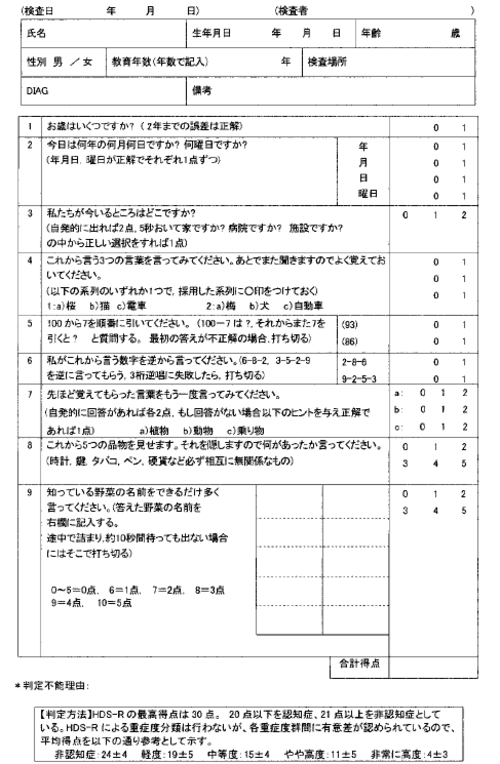 (検査日 年 月 日) (検査者 )
氏名 生年月日 年 月 日 年齢 歳
性別 男 ／ 女 教育年数(年数で記入) 年 検査場所
DIAG 備考
1 お歳はいくつですか？ ( 2年までの誤差は正解) 0 1
2 今日は何年の何月何日ですか？ 何曜日ですか？ 年 0 1
(年月日、曜日が正解でそれぞれ1点ずつ) 月 0 1
日 0 1
曜日 0 1
3 私たちが今いるところはどこですか？ 0 1 2
(自発的に出れば2点、5秒おいて家ですか？ 病院ですか？ 施設ですか？
の中から正しい選択をすれば1点)
4 これから言う3つの言葉を言ってみてください。あとでまた聞きますのでよく覚えてお 0 1
いてください。 0 1
(以下の系列のいずれか1つで、採用した系列に○印をつけておく) 0 1
1：a)桜 b)猫 c)電車 2：a)梅 b)犬 c)自動車
5 100から7を順番に引いてください。 (100－7は？、それからまた7を (93) 0 1
引くと？ と質問する。 最初の答えが不正解の場合、打ち切る) (86) 0 1
6 私がこれから言う数字を逆から言ってください。(6-8-2、3-5-2-9 2-8-6 0 1
を逆に言ってもらう、3桁逆唱に失敗したら、打ち切る) 9-2-5-3 0 1
7 先ほど覚えてもらった言葉をもう一度言ってみてください。 a: 0 1 2
(自発的に回答があれば各2点、もし回答がない場合以下のヒントを与え正解で b: 0 1 2
あれば1点) a)植物 b)動物 c)乗り物 c: 0 1 2
8 これから5つの品物を見せます。それを隠しますので何があったか言ってください。 0 1 2
(時計、鍵、タバコ、ペン、硬貨など必ず相互に無関係なもの) 3 4 5
9 知っている野菜の名前をできるだけ多く 0 1 2
言ってください。(答えた野菜の名前を 3 4 5
右欄に記入する。
途中で詰まり、約10秒間待っても出ない場合
にはそこで打ち切る)
0～5＝0点、 6＝1点、 7＝2点、 8＝3点
9＝4点、 10＝5点
合計得点
＊判定不能理由：
【判定方法】HDS-Rの最高得点は30点。 20点以下を認知症、21点以上を非認知症として
いる。HDS-Rによる重症度分類は行わないが、各重症度群間に有意差が認められているので、
平均得点を以下の通り参考として示す。
非認知症：24±4 軽度：19±5 中等度：15±4 やや高度：11±5 非常に高度：4±3